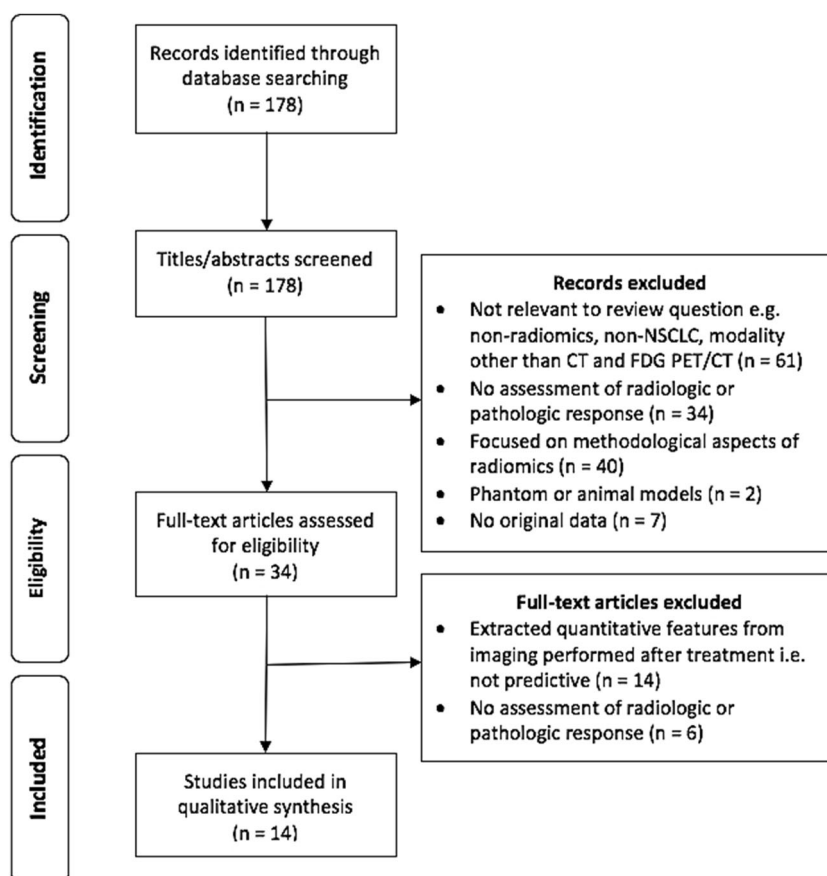 Identification
Records identified through
database searching
(n = 178)
Screening
Titles/abstracts screened
(n = 178)
Records excluded
• Not relevant to review question e.g.
non-radiomics, non-NSCLC, modality
other than CT and FDG PET/CT (n = 61)
• No assessment of radiologic or
pathologic response (n = 34)
• Focused on methodological aspects of
radiomics (n = 40)
• Phantom or animal models (n = 2)
• No original data (n = 7)
Eligibility
Full-text articles assessed
for eligibility
(n = 34)
Full-text articles excluded
• Extracted quantitative features from
imaging performed after treatment i.e.
not predictive (n = 14)
• No assessment of radiologic or
pathologic response (n = 6)
Included
Studies included in
qualitative synthesis
(n = 14)